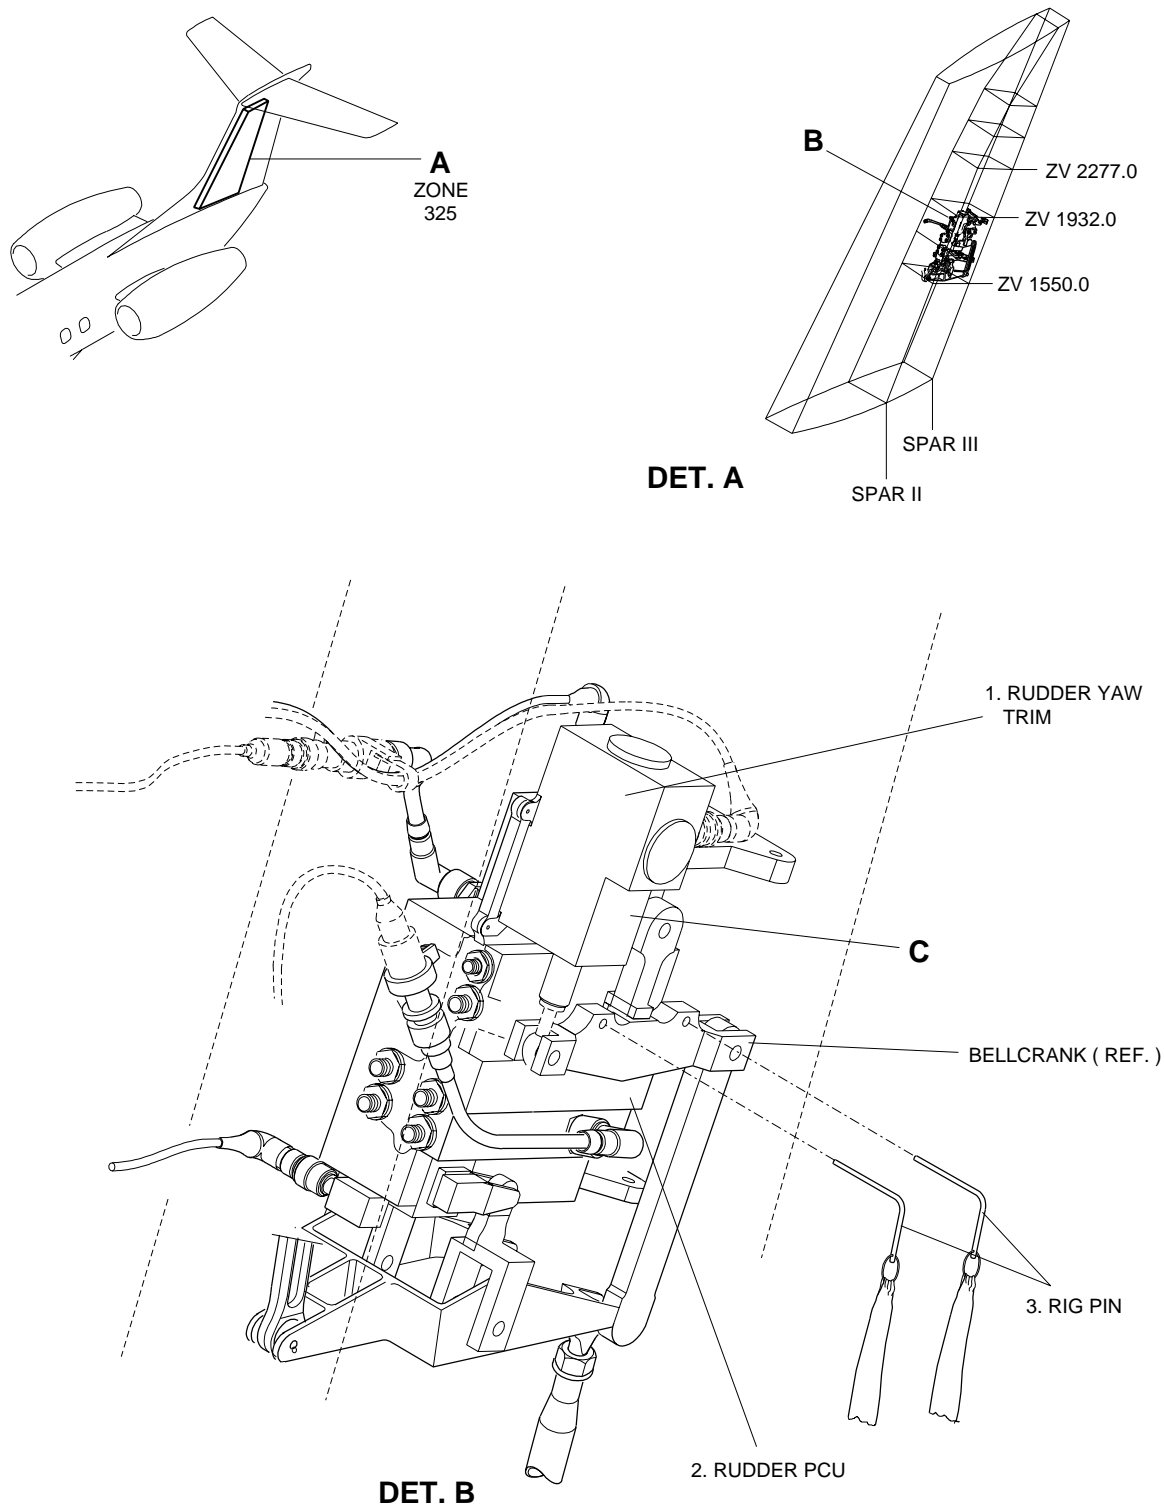 A
ZONE
325
B
ZV 2277.0
ZV 1932.0
ZV 1550.0
SPAR III
DET. A
SPAR II
1. RUDDER YAW
TRIM
C
BELLCRANK ( REF. )
3. RIG PIN
2. RUDDER PCU
DET. B